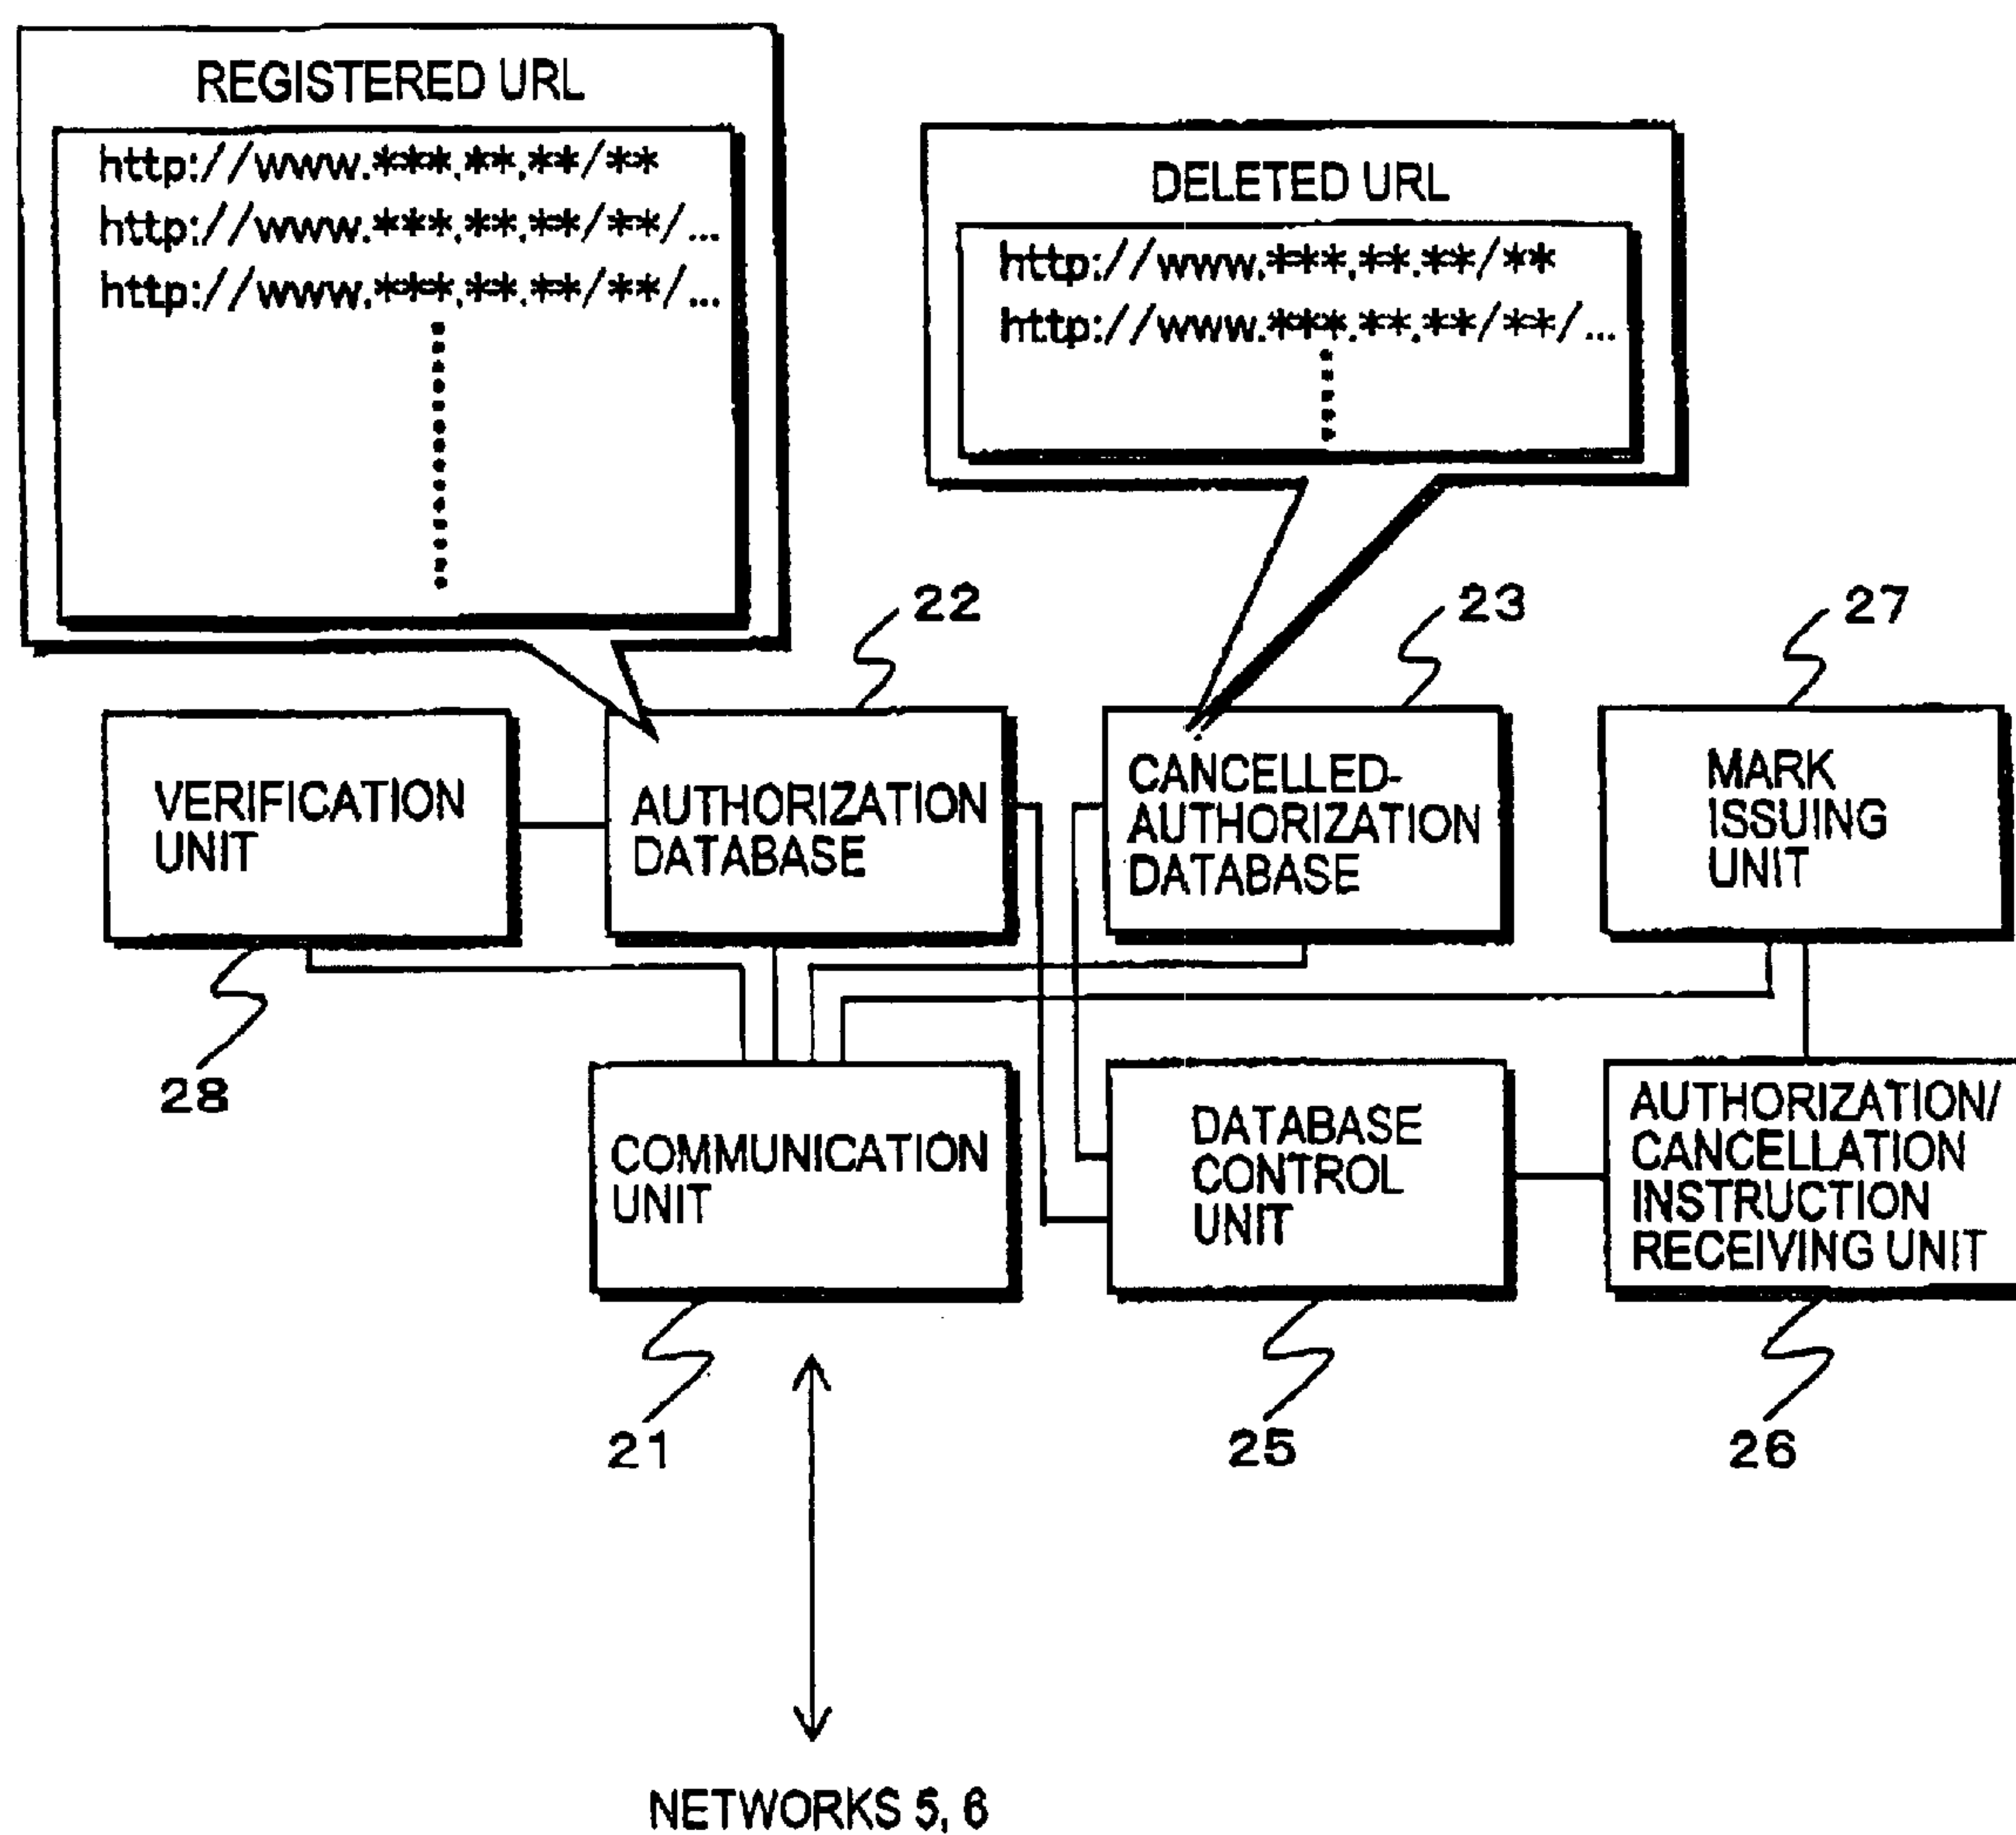 REGISTERED URL
http://www.***.**.**/**
http://www.***.**.**/**/...
http://www.***.**.**/**/...
DELETED URL
http://www.***.**.**/**
http://www.***.**.**/**/...
22
23
27
VERIFICATION
UNIT
AUTHORIZATION
DATABASE
CANCELLED-
AUTHORIZATION
DATABASE
MARK
ISSUING
UNIT
28
COMMUNICATION
UNIT
DATABASE
CONTROL
UNIT
AUTHORIZATION/
CANCELLATION
INSTRUCTION
RECEIVING UNIT
21
25
26
NETWORKS 5, 6